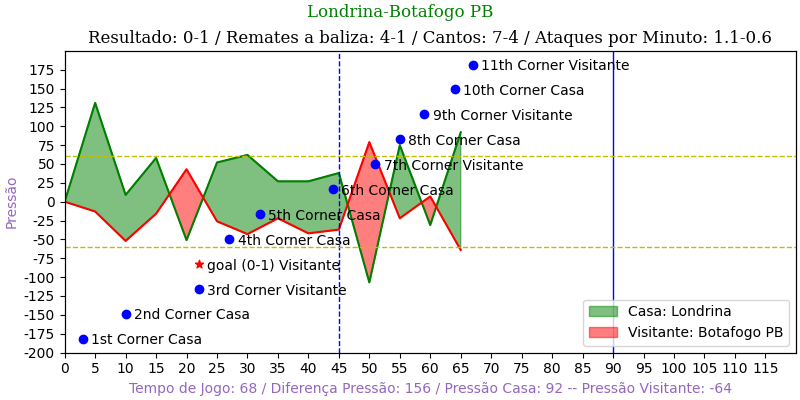 Londrina-Botafogo PB
Resultado: 0-1 / Remates a baliza: 4-1 / Cantos: 7-4 / Ataques por Minuto: 1.1-0.6
Pressão
175
150
125
100
75
50
25
0
-25
-50
-75
-100
-125
-150
-175
-200
11th Corner Visitante
10th Corner Casa
9th Corner Visitante
8th Corner Casa
7th Corner Visitante
6th Corner Casa
5th Corner Casa
4th Corner Casa
goal (0-1) Visitante
3rd Corner Visitante
2nd Corner Casa
1st Corner Casa
Casa: Londrina
Visitante: Botafogo PB
0 5 10 15 20 25 30 35 40 45 50 55 60 65 70 75 80 85 90 95 100 105 110 115
Tempo de Jogo: 68 / Diferença Pressão: 156 / Pressão Casa: 92 -- Pressão Visitante: -64